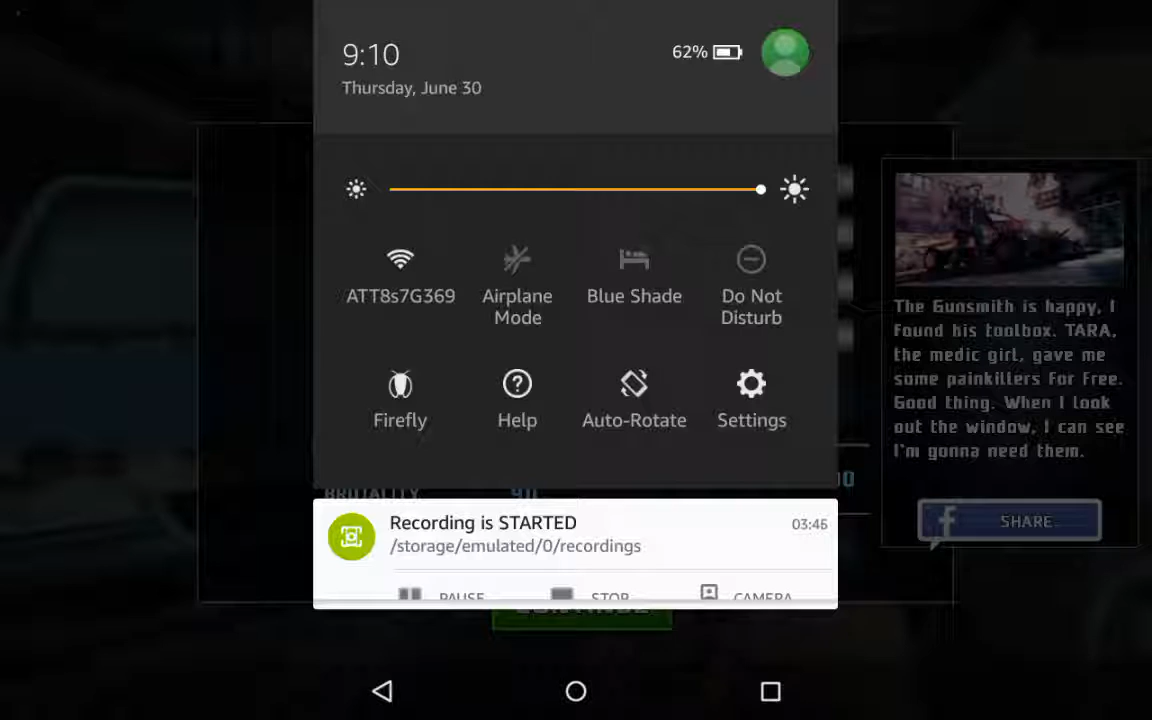 9:10
62%
Thursday, June 30
ATT8s7G369
Airplane
Mode
Blue Shade
Do Not
Disturb
Firefly
Help
Auto-Rotate
Settings
BRUTALITY
90
Recording is STARTED
03:46
/storage/emulated/0/recordings
PAUSE
STOP
CAMERA
CONTINUE
The Gunsmith is happy, I
found his toolbox. TARA,
the medic girl, gave me
some painkillers for free.
Good thing. When I look
out the window, I can see
I'm gonna need them.
SHARE